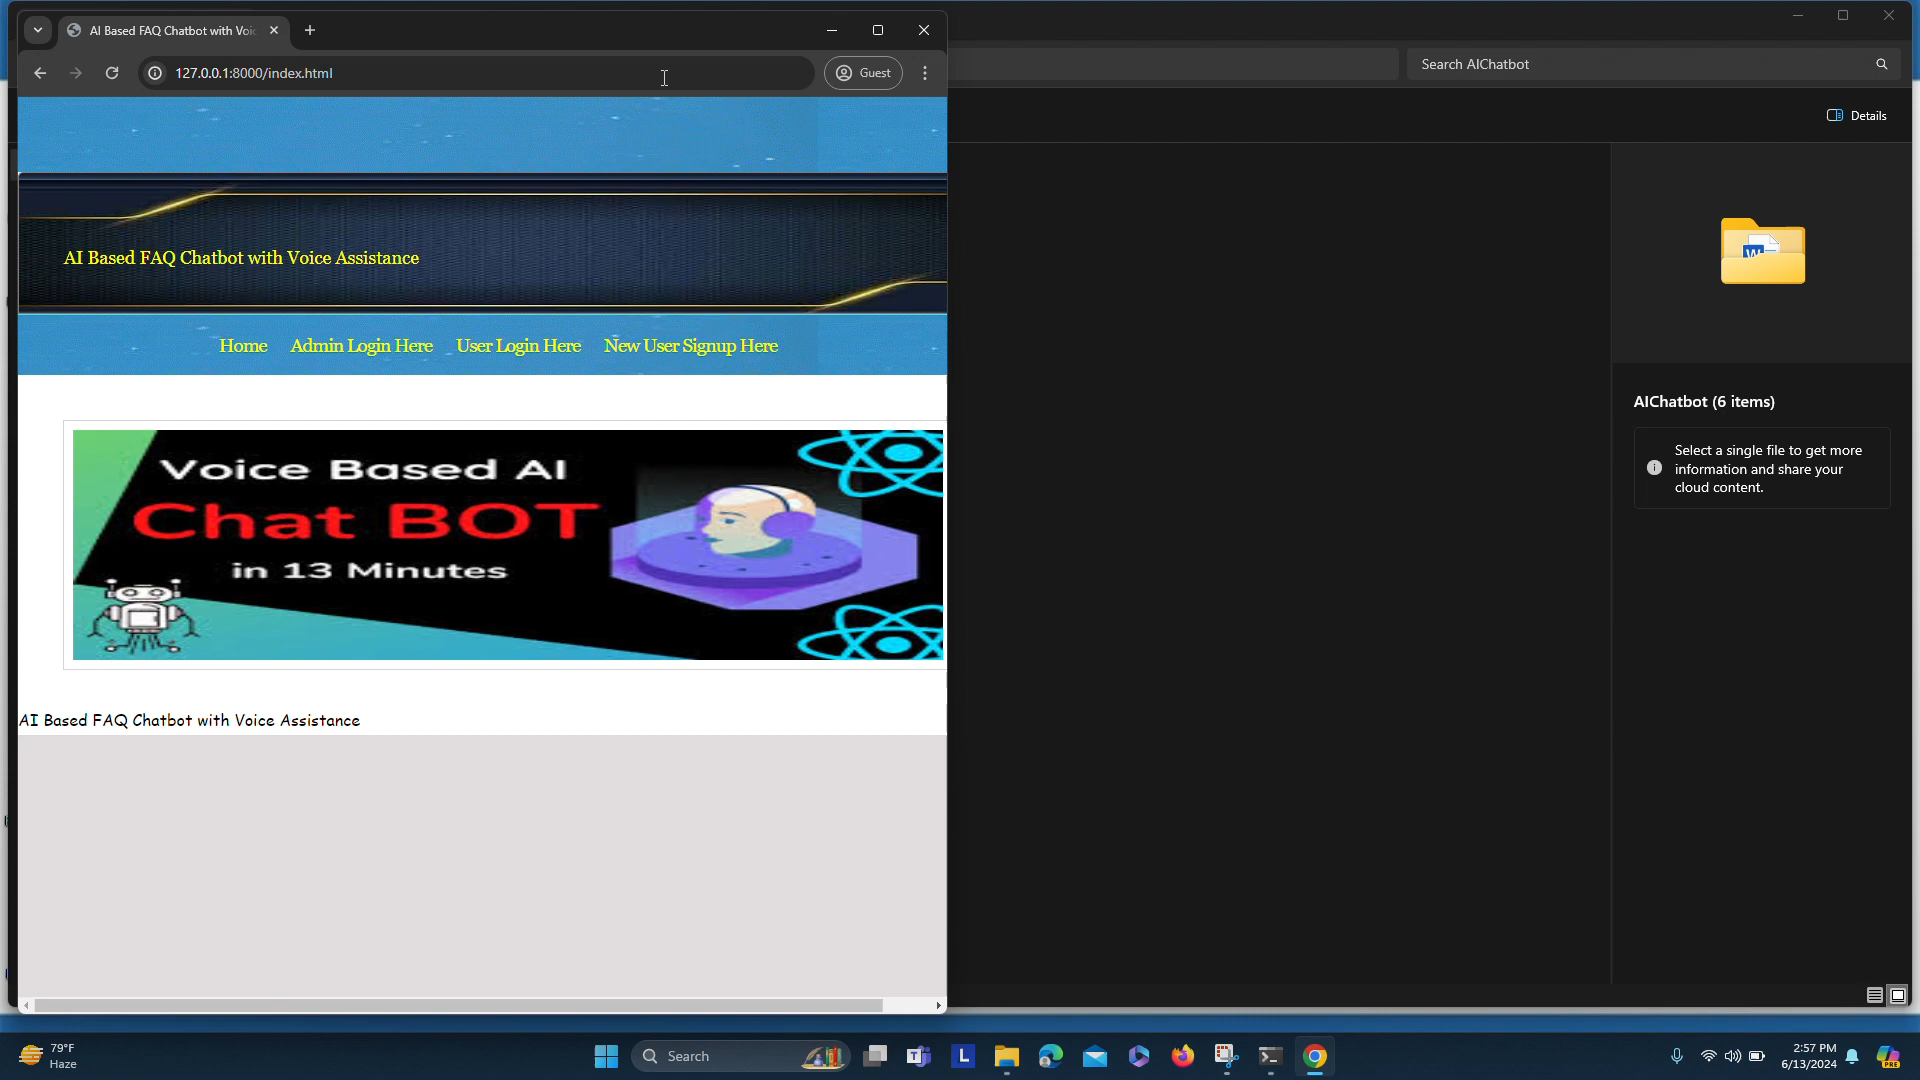 AI Based FAQ Chatbot with Voic
127.0.0.1:8000/index.html
Guest
Search AIChatbot
Details
AI Based FAQ Chatbot with Voice Assistance
Home Admin Login Here User Login Here New User Signup Here
Voice Based AI
Chat BOT
in 13 Minutes
AI Based FAQ Chatbot with Voice Assistance
W
AIChatbot (6 items)
Select a single file to get more
information and share your
cloud content.
79°F
Haze
Search
T
L
PRE
2:57 PM
6/13/2024